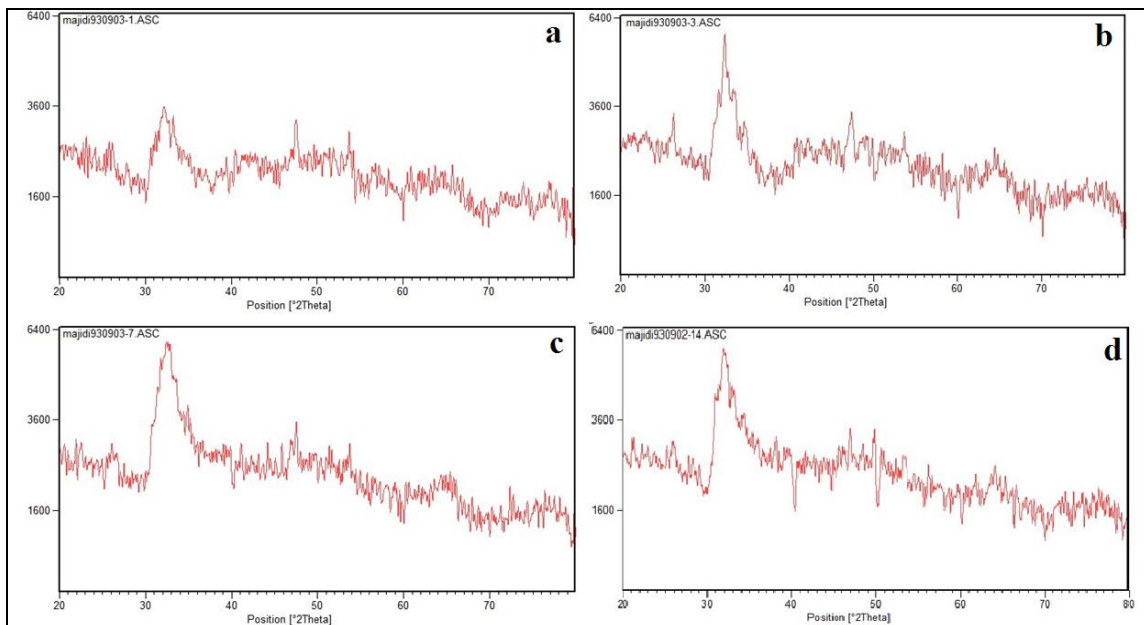 6400
majidi930903-1.ASC
a
3600
1600
20 30 40 50 60 70
Position [°2Theta]
6400
majidi930903-3.ASC
b
3600
1600
20 30 40 50 60 70
Position [°2Theta]
6400
majidi930903-7.ASC
c
3600
1600
20 30 40 50 60 70
Position [°2Theta]
6400
majidi930902-14.ASC
d
3600
1600
20 30 40 50 60 70 80
Position [°2Theta]